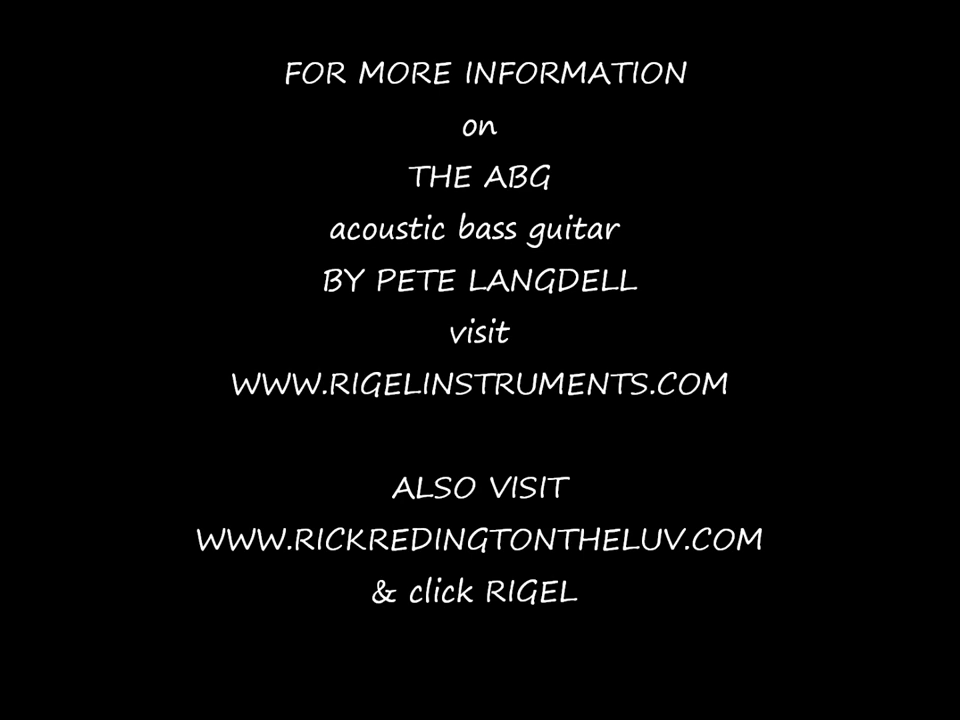 FOR MORE INFORMATION
on
THE ABG
acoustic bass guitar
BY PETE LANGDELL
visit
WWW.RIGELINSTRUMENTS.COM
ALSO VISIT
WWW.RICKREDINGTONTHELUV.COM
& click RIGEL